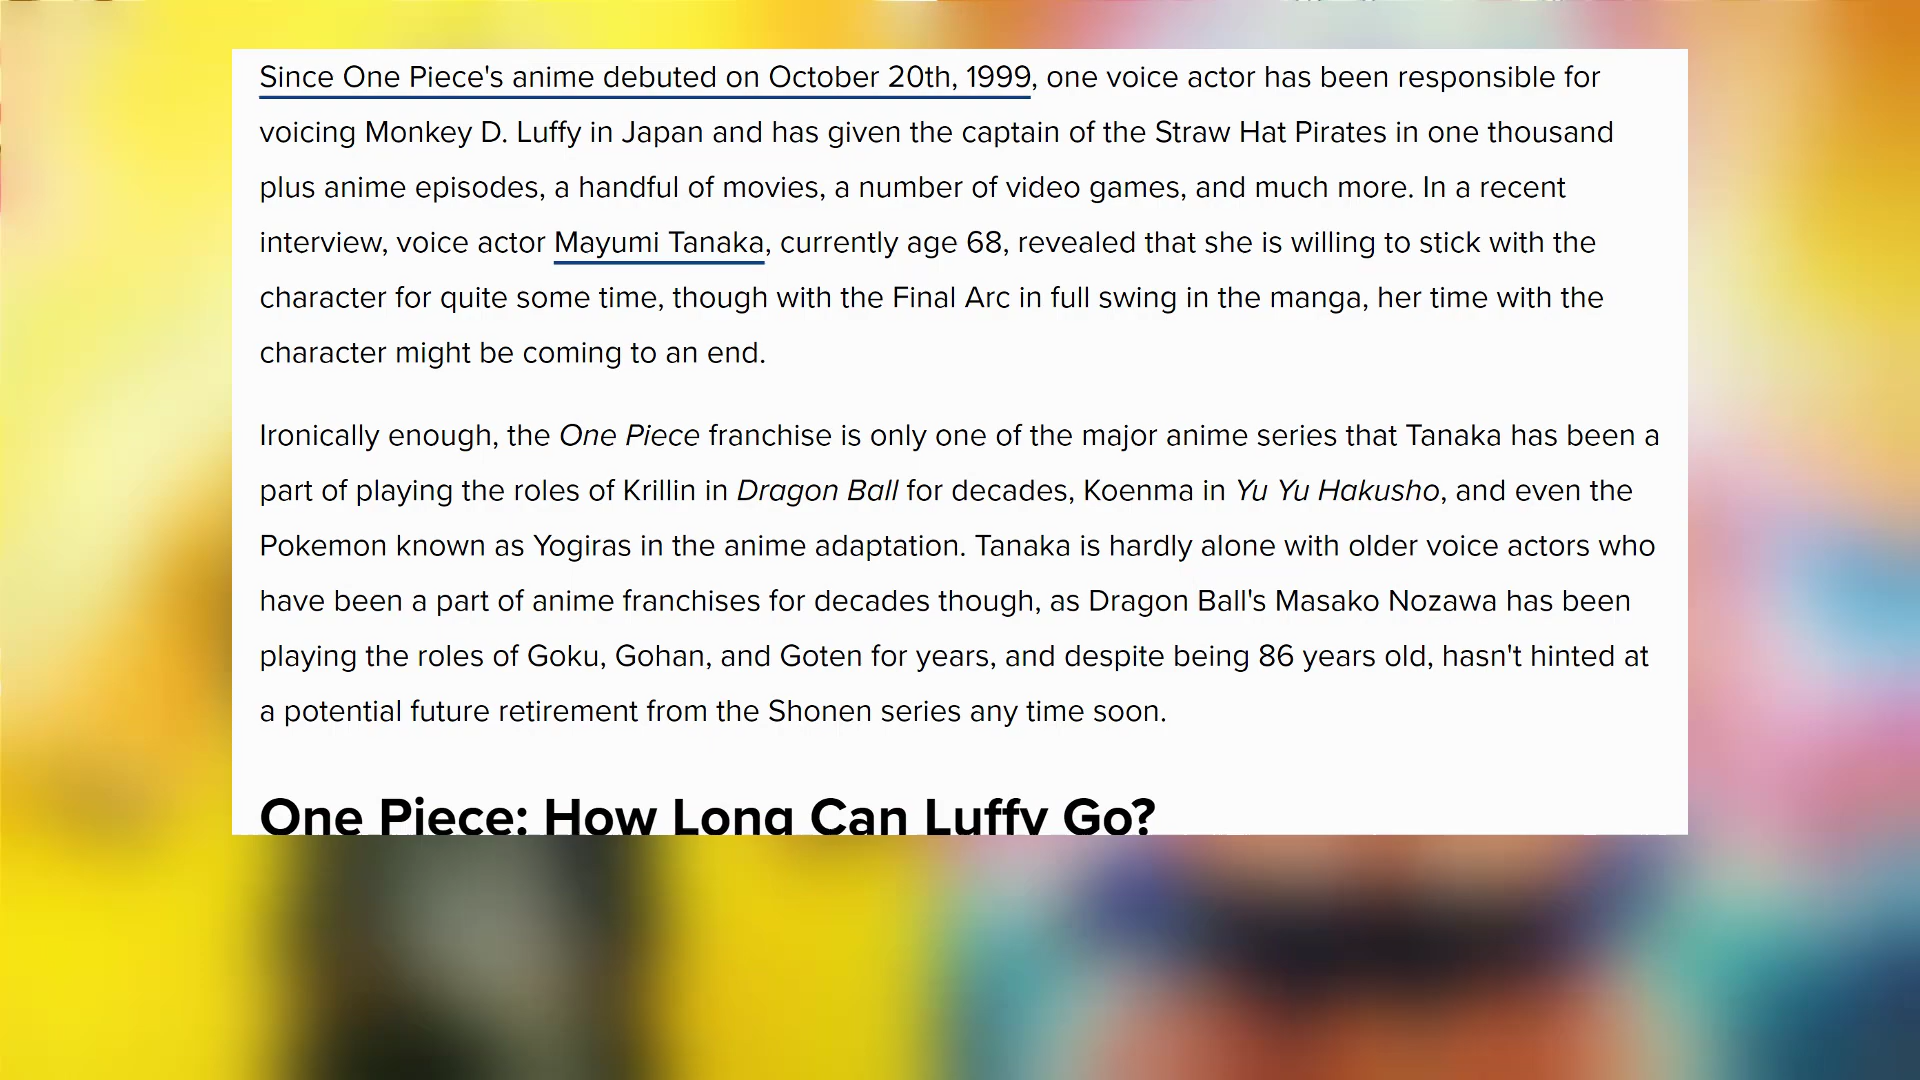 Since One Piece's anime debuted on October 20th, 1999, one voice actor has been responsible for
voicing Monkey D. Luffy in Japan and has given the captain of the Straw Hat Pirates in one thousand
plus anime episodes, a handful of movies, a number of video games, and much more. In a recent
interview, voice actor Mayumi Tanaka, currently age 68, revealed that she is willing to stick with the
character for quite some time, though with the Final Arc in full swing in the manga, her time with the
character might be coming to an end.
Ironically enough, the One Piece franchise is only one of the major anime series that Tanaka has been a
part of playing the roles of Krillin in Dragon Ball for decades, Koenma in Yu Yu Hakusho, and even the
Pokemon known as Yogiras in the anime adaptation. Tanaka is hardly alone with older voice actors who
have been a part of anime franchises for decades though, as Dragon Ball's Masako Nozawa has been
playing the roles of Goku, Gohan, and Goten for years, and despite being 86 years old, hasn't hinted at
a potential future retirement from the Shonen series any time soon.
One Piece: How Long Can Luffy Go?